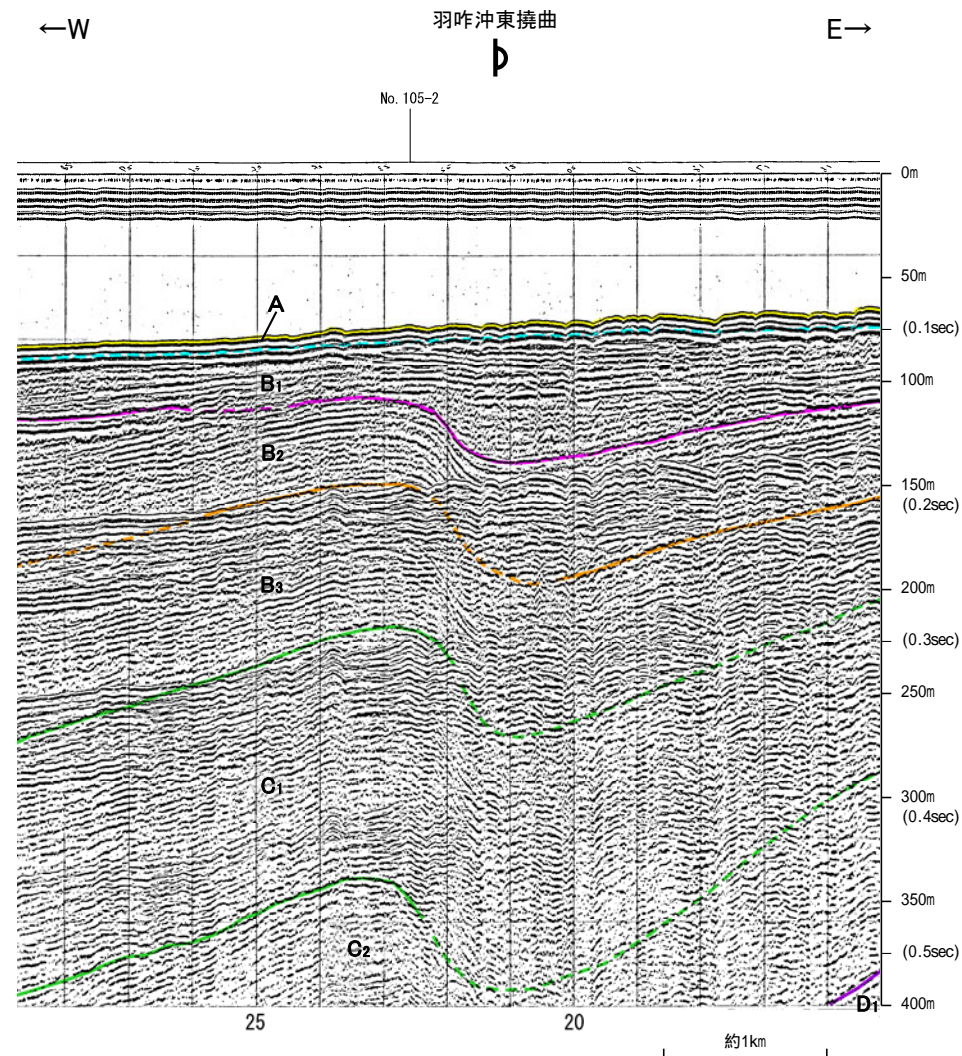 羽咋沖東撓曲
←W
E→
No. 105-2
0m
50m
A
(0.1sec)
B1
100m
B2
150m
(0.2sec)
B3
200m
(0.3sec)
250m
C1
300m
(0.4sec)
350m
C2
(0.5sec)
D1
400m
25
20
約1km